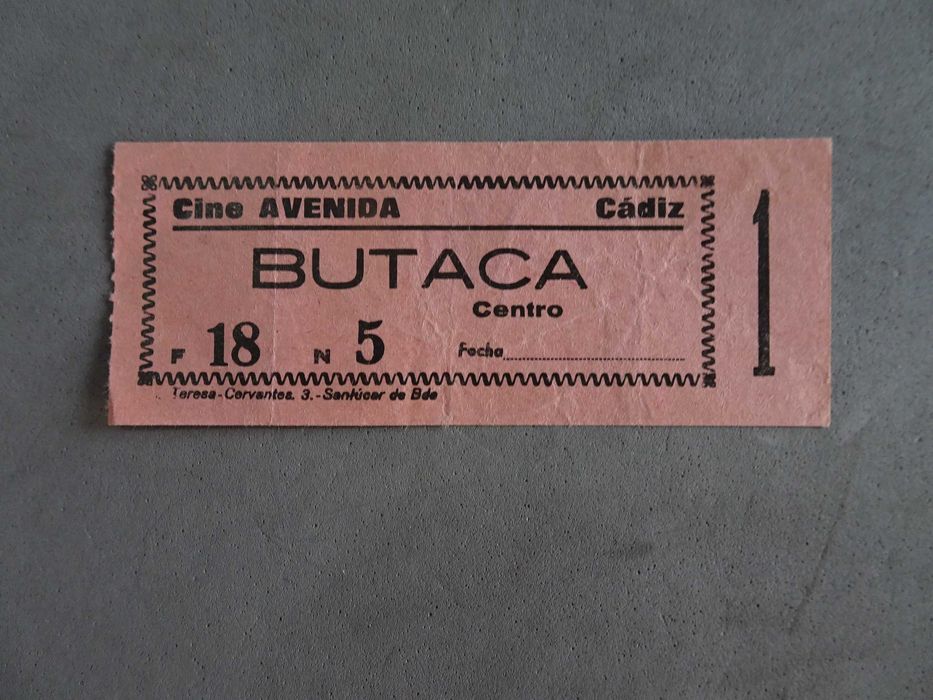 Cine AVENIDA Cádiz
BUTACA
Centro
F 18 N 5 Fecha
1
Teresa-Cervantes. 3.-Sanlúcar de Bda